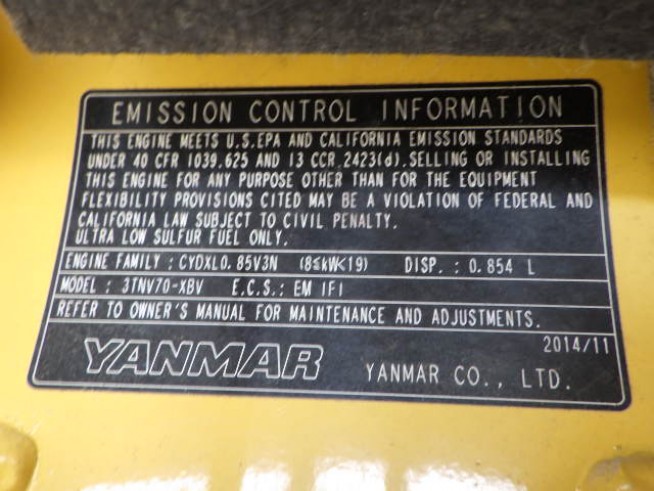 EMISSION CONTROL INFORMATION
THIS ENGINE MEETS U.S.EPA AND CALIFORNIA EMISSION STANDARDS
UNDER 40 CFR 1039.625 AND 13 CCR 2423(d). SELLING OR INSTALLING
THIS ENGINE FOR ANY PURPOSE OTHER THAN FOR THE EQUIPMENT
FLEXIBILITY PROVISIONS CITED MAY BE A VIOLATION OF FEDERAL AND
CALIFORNIA LAW SUBJECT TO CIVIL PENALTY.
ULTRA LOW SULFUR FUEL ONLY.
ENGINE FAMILY : CYDXL0.85V3N (8≤kW<19) DISP. : 0.854 L
MODEL : 3TNV70-XBV E.C.S.: EM IFI
REFER TO OWNER'S MANUAL FOR MAINTENANCE AND ADJUSTMENTS.
2014/11
YANMAR YANMAR CO., LTD.